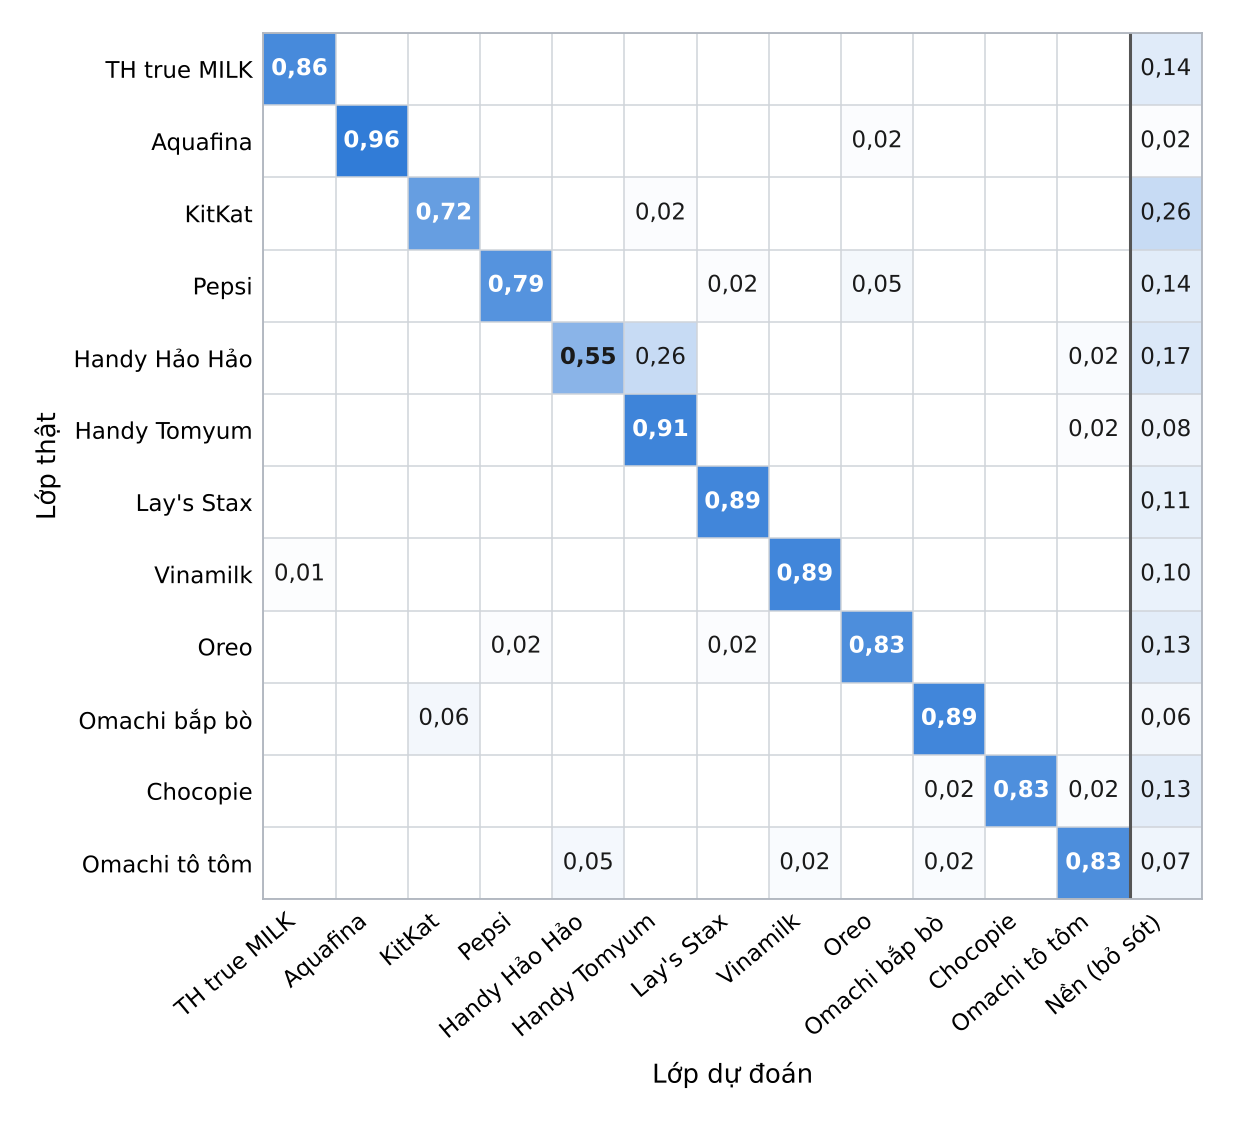 TH true MILK 0,86 0,14
Aquafina 0,96 0,02 0,02
KitKat 0,72 0,02 0,26
Pepsi 0,79 0,02 0,05 0,14
Handy Hảo Hảo 0,55 0,26 0,02 0,17
Handy Tomyum 0,91 0,02 0,08
Lay's Stax 0,89 0,11
Vinamilk 0,01 0,89 0,10
Oreo 0,02 0,02 0,83 0,13
Omachi bắp bò 0,06 0,89 0,06
Chocopie 0,02 0,83 0,02 0,13
Omachi tô tôm 0,05 0,02 0,02 0,83 0,07
Lớp thật
TH true MILK
Aquafina
KitKat
Pepsi
Handy Hảo Hảo
Handy Tomyum
Lay's Stax
Vinamilk
Oreo
Omachi bắp bò
Chocopie
Omachi tô tôm
Nền (bỏ sót)
Lớp dự đoán